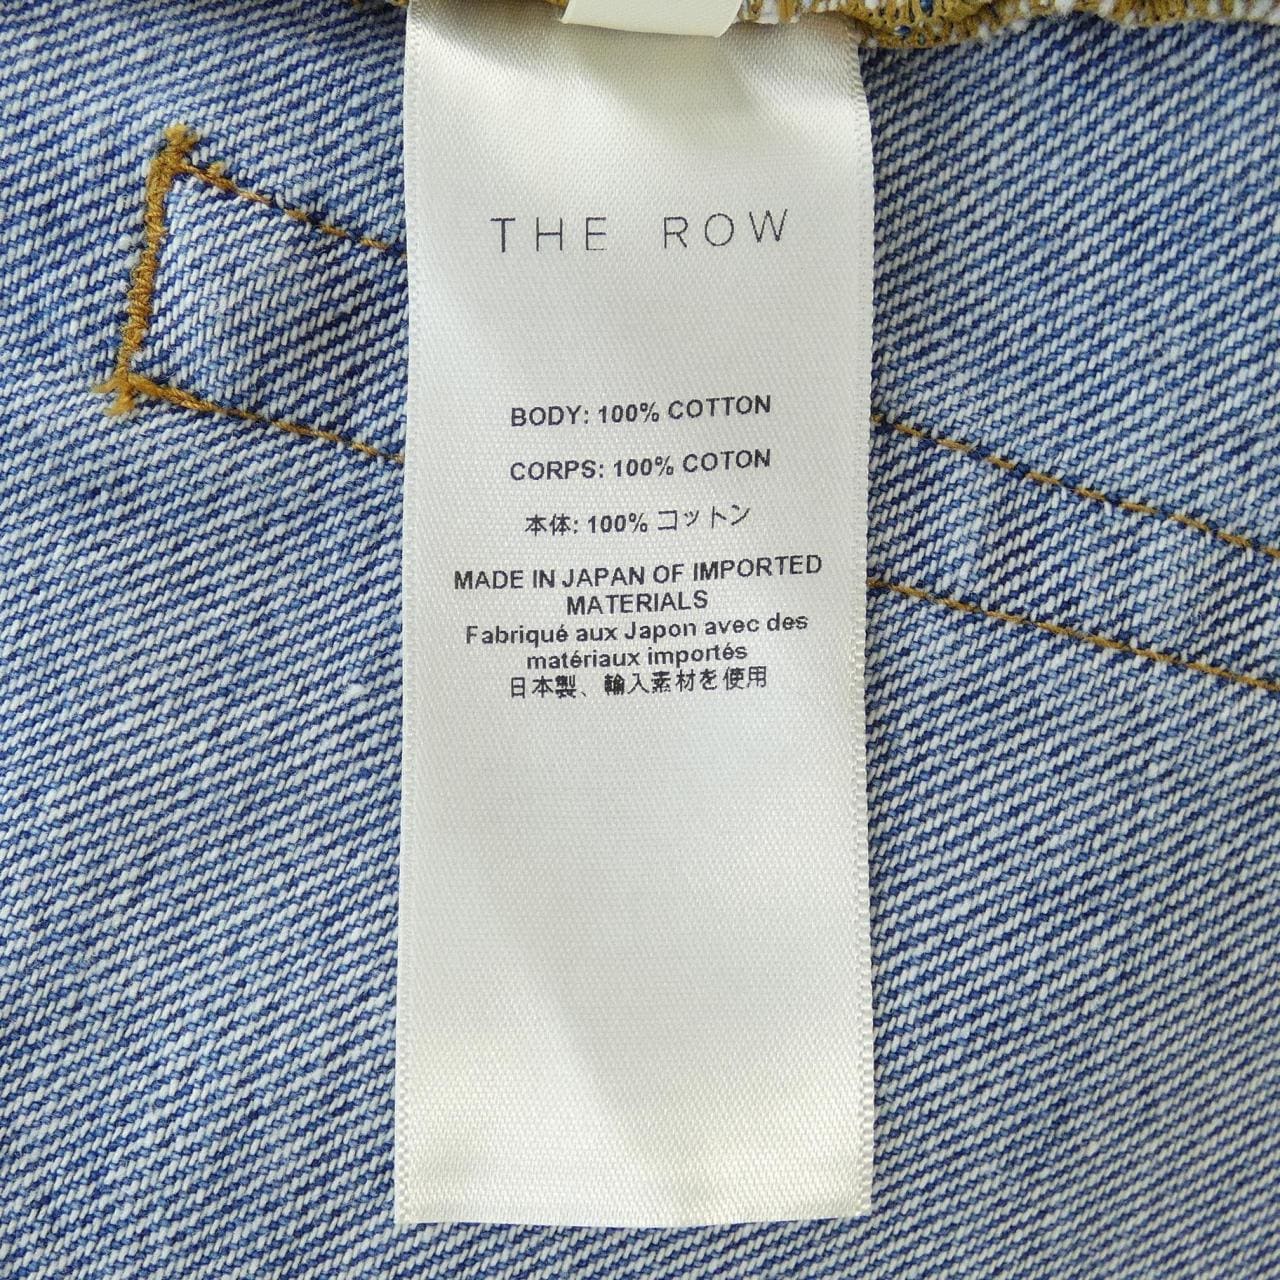 THE ROW
BODY: 100% COTTON
CORPS: 100% COTON
本体: 100% コットン
MADE IN JAPAN OF IMPORTED
MATERIALS
Fabriqué aux Japon avec des
matériaux importés
日本製、輸入素材を使用